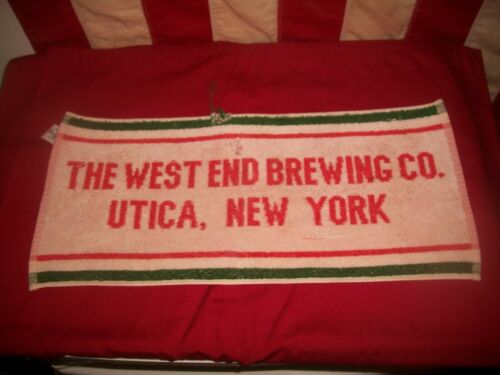 THE WEST END BREWING CO.
UTICA, NEW YORK